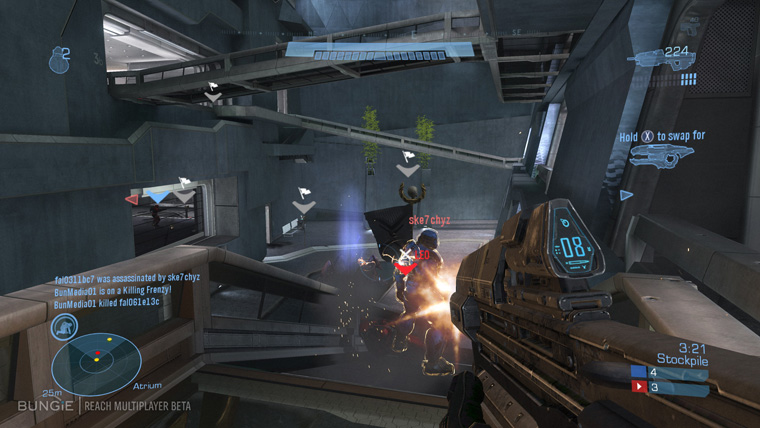 2
224
Hold X to swap for
ske7chyz
08
fal0311bc7 was assassinated by ske7chyz
BunMedia01 is on a Killing Frenzy!
BunMedia01 killed fal061e13c
3:21
Stockpile
4
3
25m
Atrium
BUNGiE | REACH MULTIPLAYER BETA